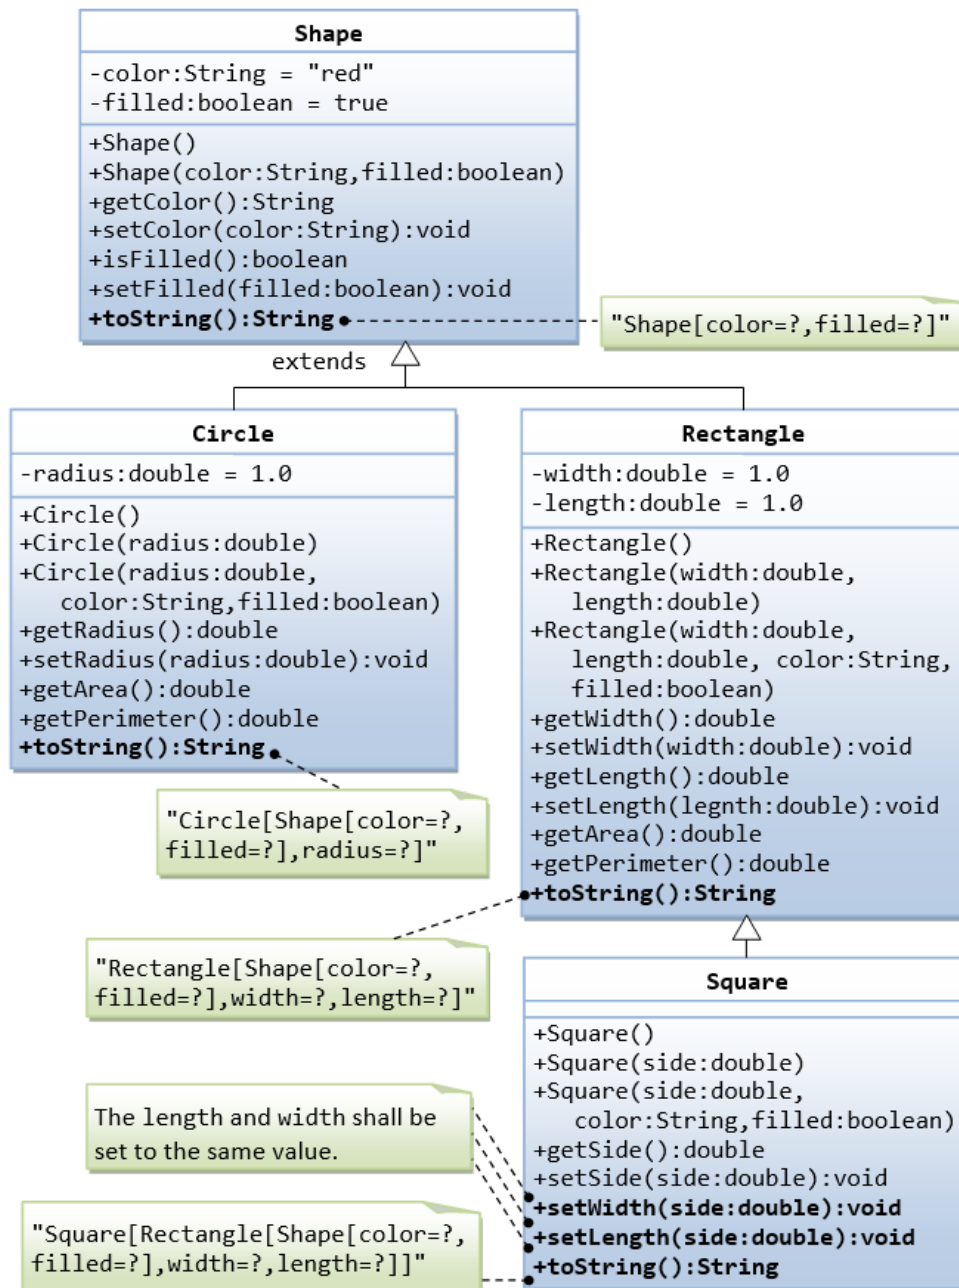 Shape
-color:String = "red"
-filled:boolean = true
+Shape()
+Shape(color:String,filled:boolean)
+getColor():String
+setColor(color:String):void
+isFilled():boolean
+setFilled(filled:boolean):void
+toString():String
"Shape[color=?,filled=?]"
extends
Circle
-radius:double = 1.0
+Circle()
+Circle(radius:double)
+Circle(radius:double,
color:String,filled:boolean)
+getRadius():double
+setRadius(radius:double):void
+getArea():double
+getPerimeter():double
+toString():String
"Circle[Shape[color=?,
filled=?],radius=?]"
Rectangle
-width:double = 1.0
-length:double = 1.0
+Rectangle()
+Rectangle(width:double,
length:double)
+Rectangle(width:double,
length:double, color:String,
filled:boolean)
+getWidth():double
+setWidth(width:double):void
+getLength():double
+setLength(legnth:double):void
+getArea():double
+getPerimeter():double
+toString():String
"Rectangle[Shape[color=?,
filled=?],width=?,length=?]"
Square
+Square()
+Square(side:double)
+Square(side:double,
color:String,filled:boolean)
+getSide():double
+setSide(side:double):void
+setWidth(side:double):void
+setLength(side:double):void
+toString():String
The length and width shall be
set to the same value.
"Square[Rectangle[Shape[color=?,
filled=?],width=?,length=?]]"